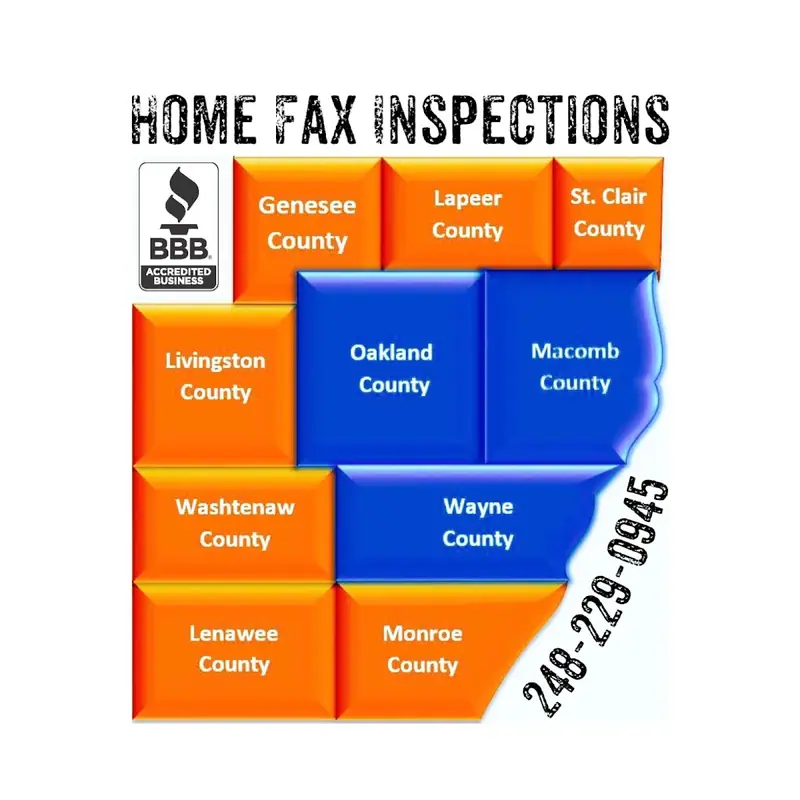 HOME FAX INSPECTIONS
BBB.
ACCREDITED
BUSINESS
Genesee
County
Lapeer
County
St. Clair
County
Livingston
County
Oakland
County
Macomb
County
Washtenaw
County
Wayne
County
Lenawee
County
Monroe
County
248-229-0945